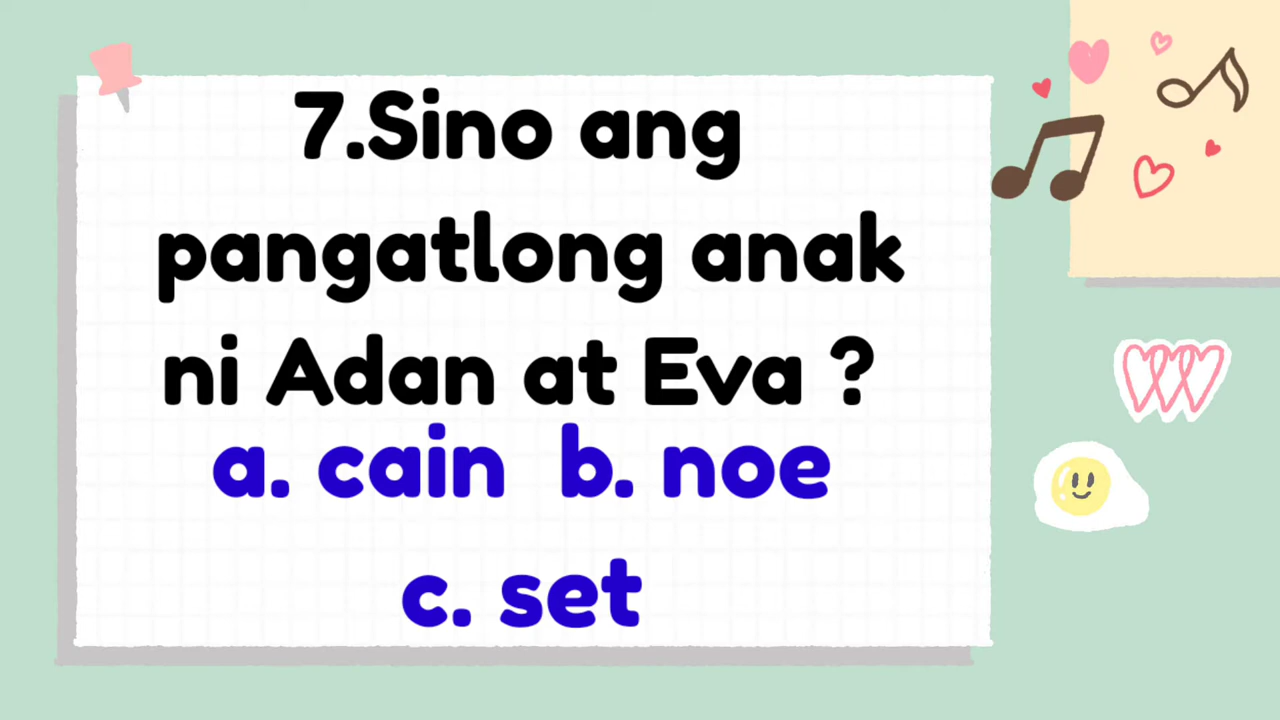 7.Sino ang
pangatlong anak
ni Adan at Eva ?
a. cain b. noe
c. set